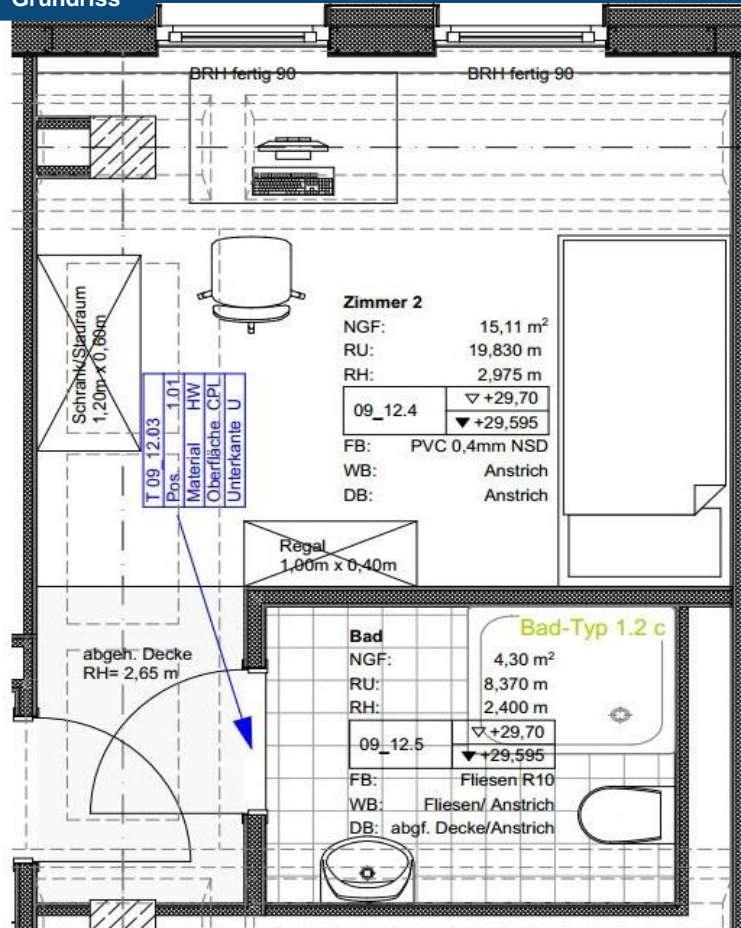 Grundriss
BRH fertig 90
BRH fertig 90
Schrank/Stauraum
1,20m x 0,60m
T 09_12.03
Pos. 1.01
Material HW
Oberfläche CPL
Unterkante U
Zimmer 2
NGF: 15,11 m²
RU: 19,830 m
RH: 2,975 m
09_12.4
▽ +29,70
▼ +29,595
FB: PVC 0,4mm NSD
WB: Anstrich
DB: Anstrich
Regal
1,00m x 0,40m
abgeh. Decke
RH= 2,65 m
Bad-Typ 1.2 c
Bad
NGF: 4,30 m²
RU: 8,370 m
RH: 2,400 m
09_12.5
▽ +29,70
▼ +29,595
FB: Fliesen R10
WB: Fliesen/ Anstrich
DB: abgf. Decke/Anstrich